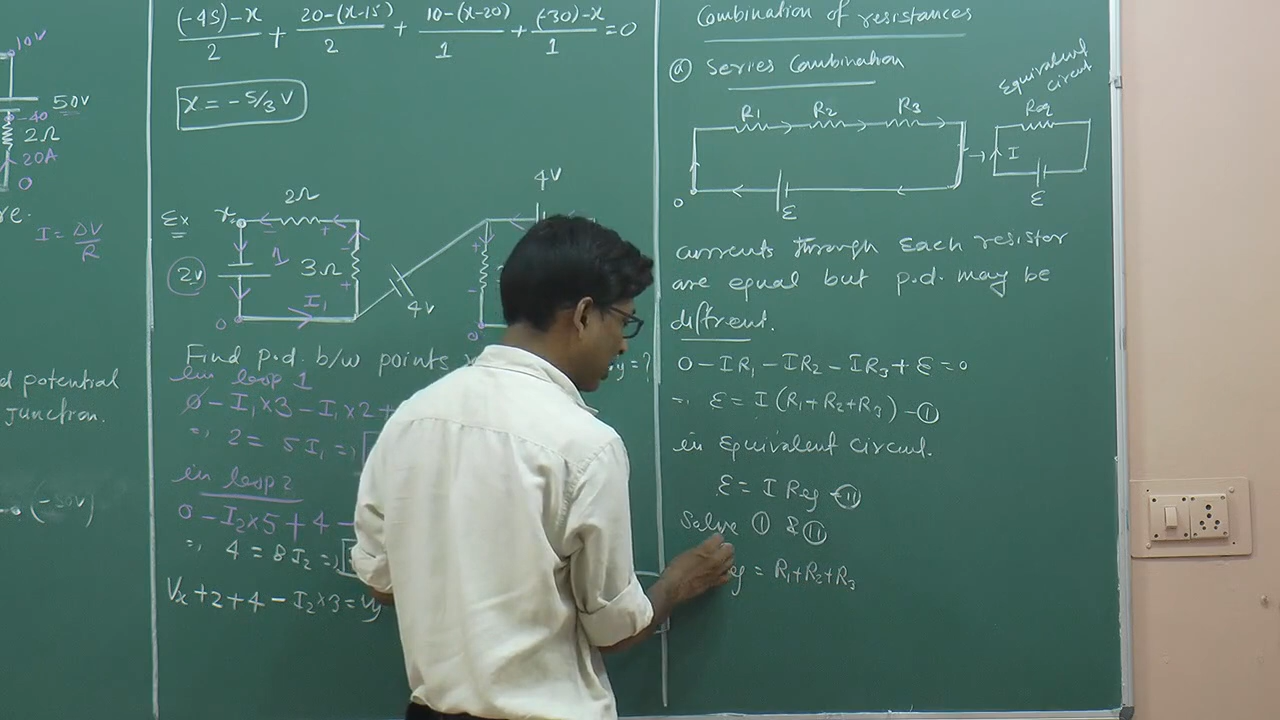 10V
50V
-40
2Ω
20A
0
re.
I = ΔV/R
d potential
junction.
(-30V)
(-45)-x/2 + 20-(x-15)/2 + 10-(x-20)/1 + (-30)-x/1 = 0
x = -5/3 V
4V
Ex
x
2Ω
+
2V
1
3Ω
+
I1
0
4V
+
-
0
Find p.d. b/w points
y = ?
in loop 1
0 - I1×3 - I1×2 +
=, 2 = 5I1 =,
in loop 2
0 - I2×5 + 4 -
=, 4 = 8I2 =,
Vx + 2 + 4 - I2×3 = Vy
Combination of resistances
(a) Series Combination
Equivalent circuit
R1 R2 R3
Req
I
0
ε
ε
currents through each resistor
are equal but p.d. may be
diffrent.
0 - IR1 - IR2 - IR3 + ε = 0
=, ε = I (R1+R2+R3) - (I)
in Equivalent Circuit.
ε = I Req - (II)
Solve (I) & (II)
= R1+R2+R3